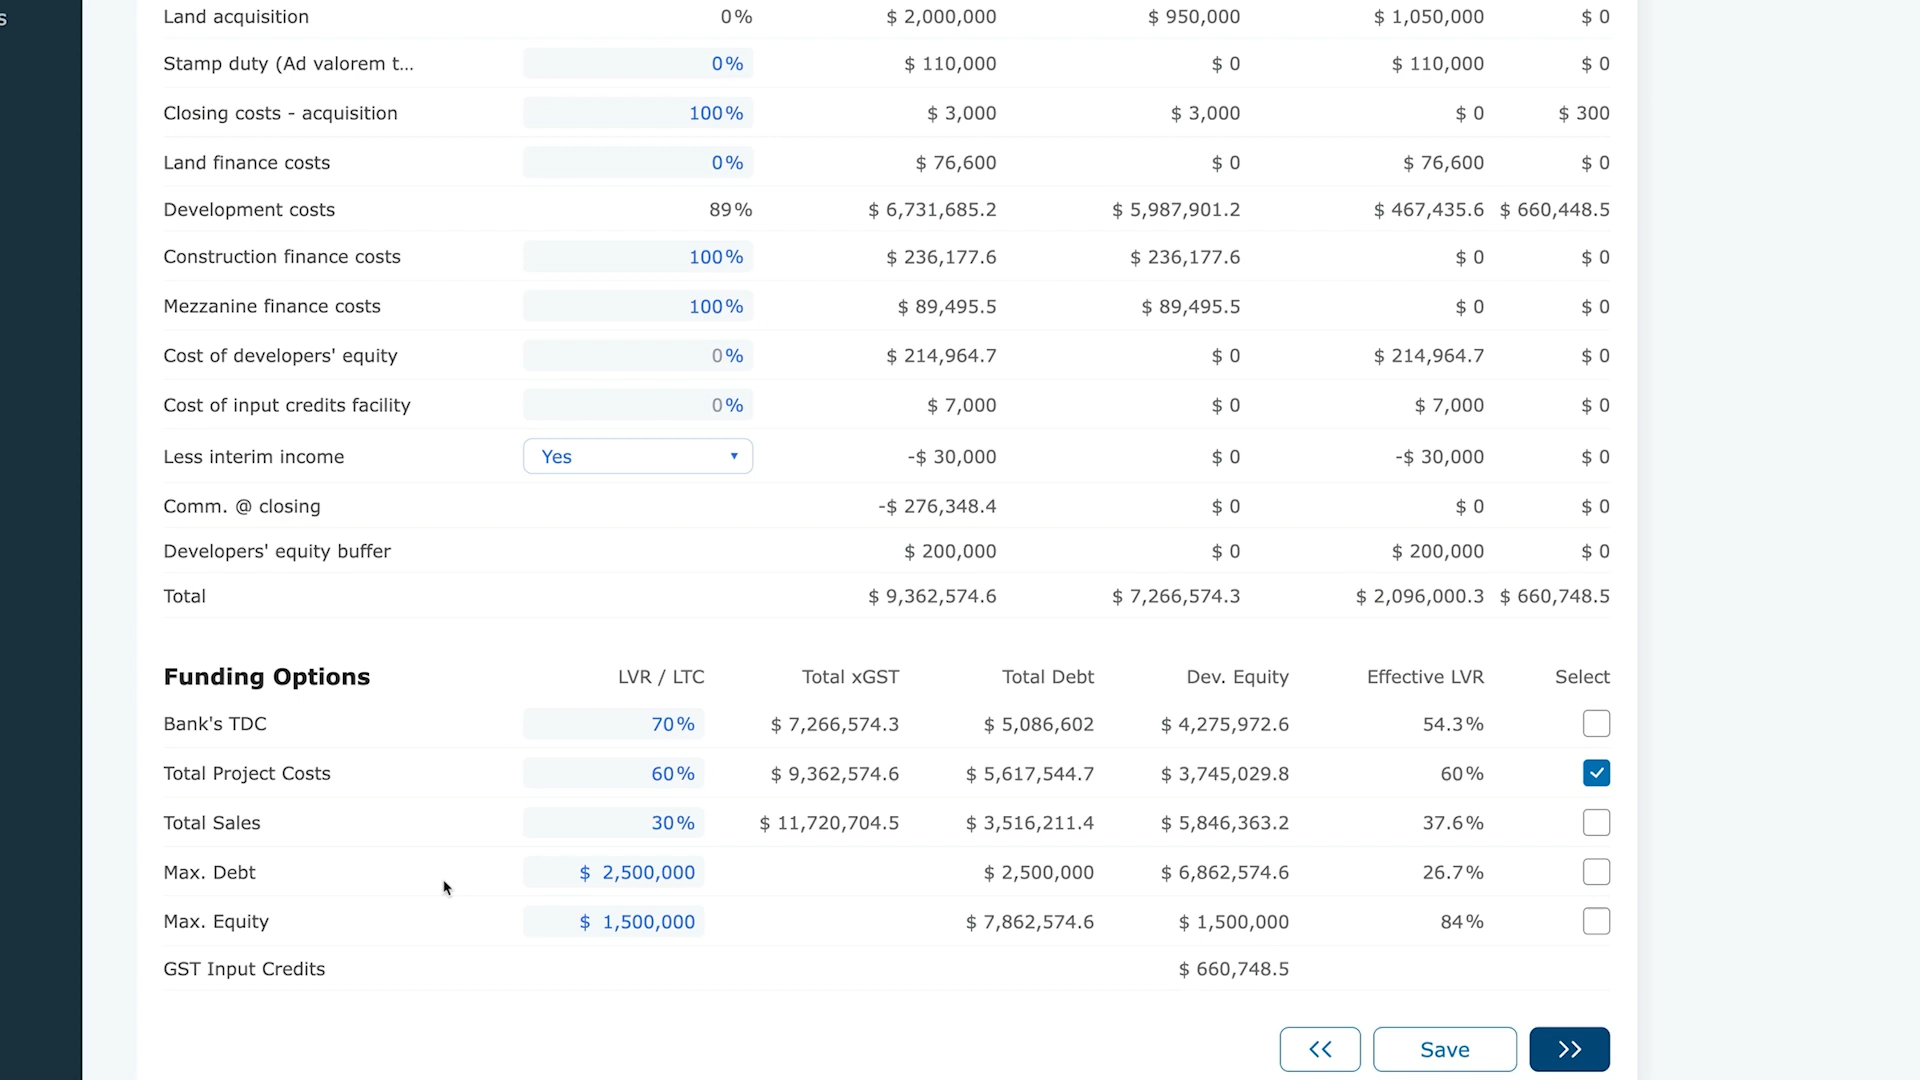 s
Land acquisition 0% $ 2,000,000 $ 950,000 $ 1,050,000 $ 0
Stamp duty (Ad valorem t... 0% $ 110,000 $ 0 $ 110,000 $ 0
Closing costs - acquisition 100% $ 3,000 $ 3,000 $ 0 $ 300
Land finance costs 0% $ 76,600 $ 0 $ 76,600 $ 0
Development costs 89% $ 6,731,685.2 $ 5,987,901.2 $ 467,435.6 $ 660,448.5
Construction finance costs 100% $ 236,177.6 $ 236,177.6 $ 0 $ 0
Mezzanine finance costs 100% $ 89,495.5 $ 89,495.5 $ 0 $ 0
Cost of developers' equity 0% $ 214,964.7 $ 0 $ 214,964.7 $ 0
Cost of input credits facility 0% $ 7,000 $ 0 $ 7,000 $ 0
Less interim income Yes -$ 30,000 $ 0 -$ 30,000 $ 0
Comm. @ closing -$ 276,348.4 $ 0 $ 0 $ 0
Developers' equity buffer $ 200,000 $ 0 $ 200,000 $ 0
Total $ 9,362,574.6 $ 7,266,574.3 $ 2,096,000.3 $ 660,748.5
Funding Options LVR / LTC Total xGST Total Debt Dev. Equity Effective LVR Select
Bank's TDC 70% $ 7,266,574.3 $ 5,086,602 $ 4,275,972.6 54.3%
Total Project Costs 60% $ 9,362,574.6 $ 5,617,544.7 $ 3,745,029.8 60%
Total Sales 30% $ 11,720,704.5 $ 3,516,211.4 $ 5,846,363.2 37.6%
Max. Debt $ 2,500,000 $ 2,500,000 $ 6,862,574.6 26.7%
Max. Equity $ 1,500,000 $ 7,862,574.6 $ 1,500,000 84%
GST Input Credits $ 660,748.5
Save